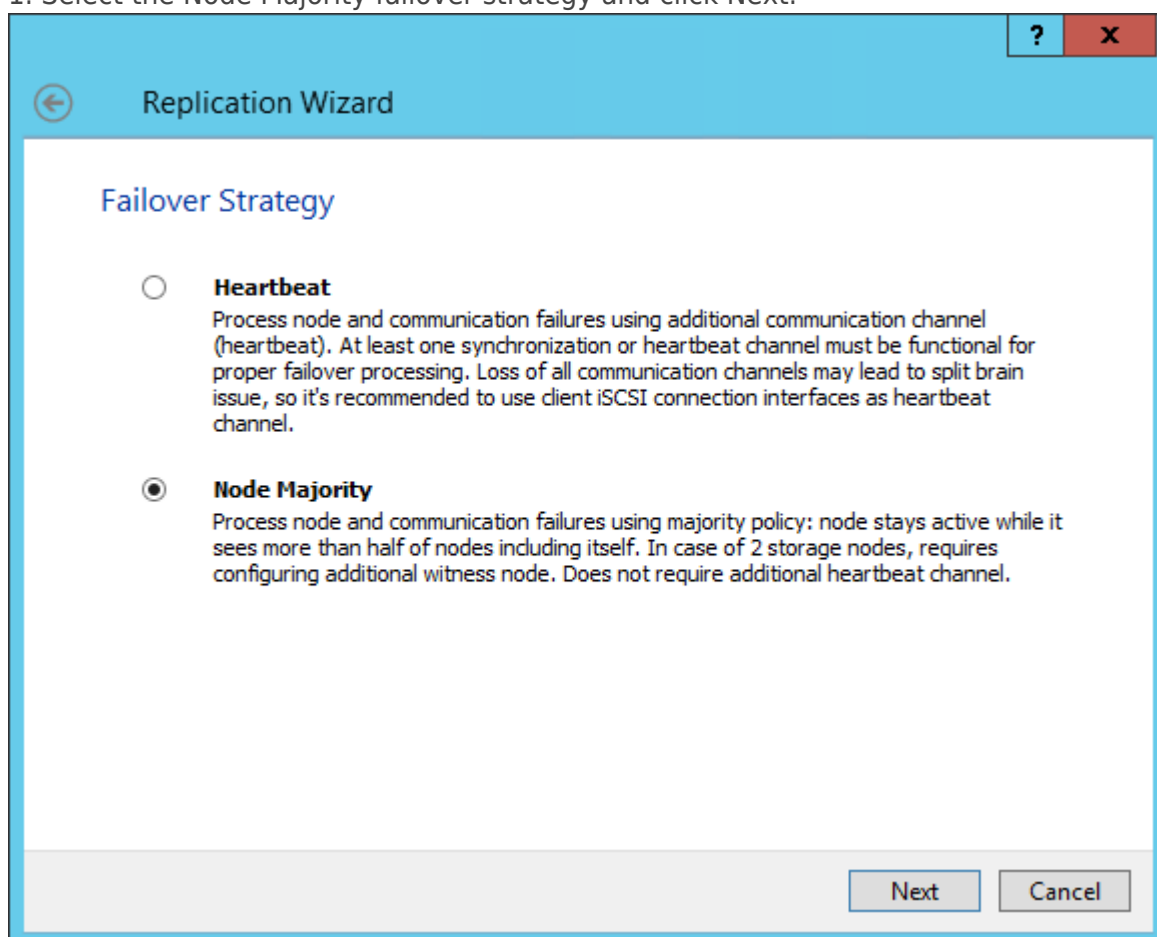 1. Select the Node Majority failover strategy and click Next.
? x
Replication Wizard
Failover Strategy
Heartbeat
Process node and communication failures using additional communication channel
(heartbeat). At least one synchronization or heartbeat channel must be functional for
proper failover processing. Loss of all communication channels may lead to split brain
issue, so it's recommended to use client iSCSI connection interfaces as heartbeat
channel.
Node Majority
Process node and communication failures using majority policy: node stays active while it
sees more than half of nodes including itself. In case of 2 storage nodes, requires
configuring additional witness node. Does not require additional heartbeat channel.
Next Cancel